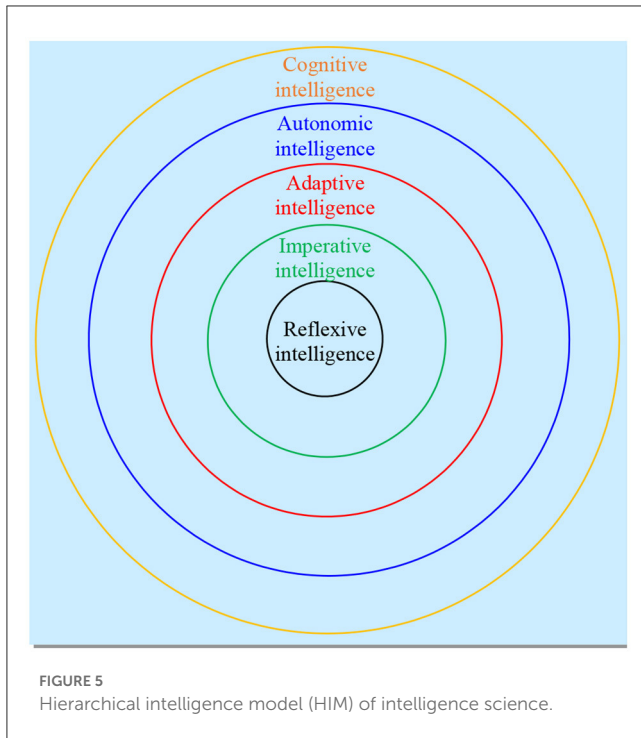 Cognitive
intelligence
Autonomic
intelligence
Adaptive
intelligence
Imperative
intelligence
Reflexive
intelligence
FIGURE 5
Hierarchical intelligence model (HIM) of intelligence science.